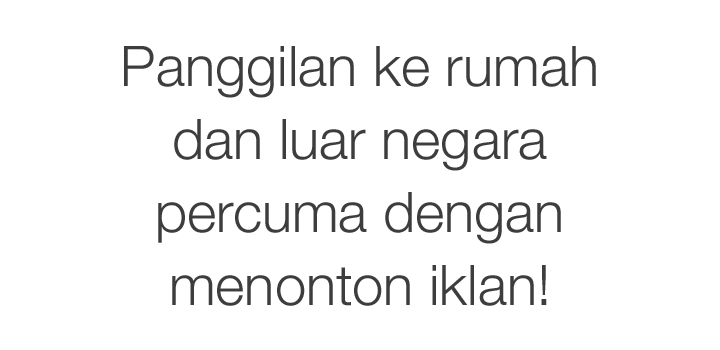 Panggilan ke rumah
dan luar negara
percuma dengan
menonton iklan!